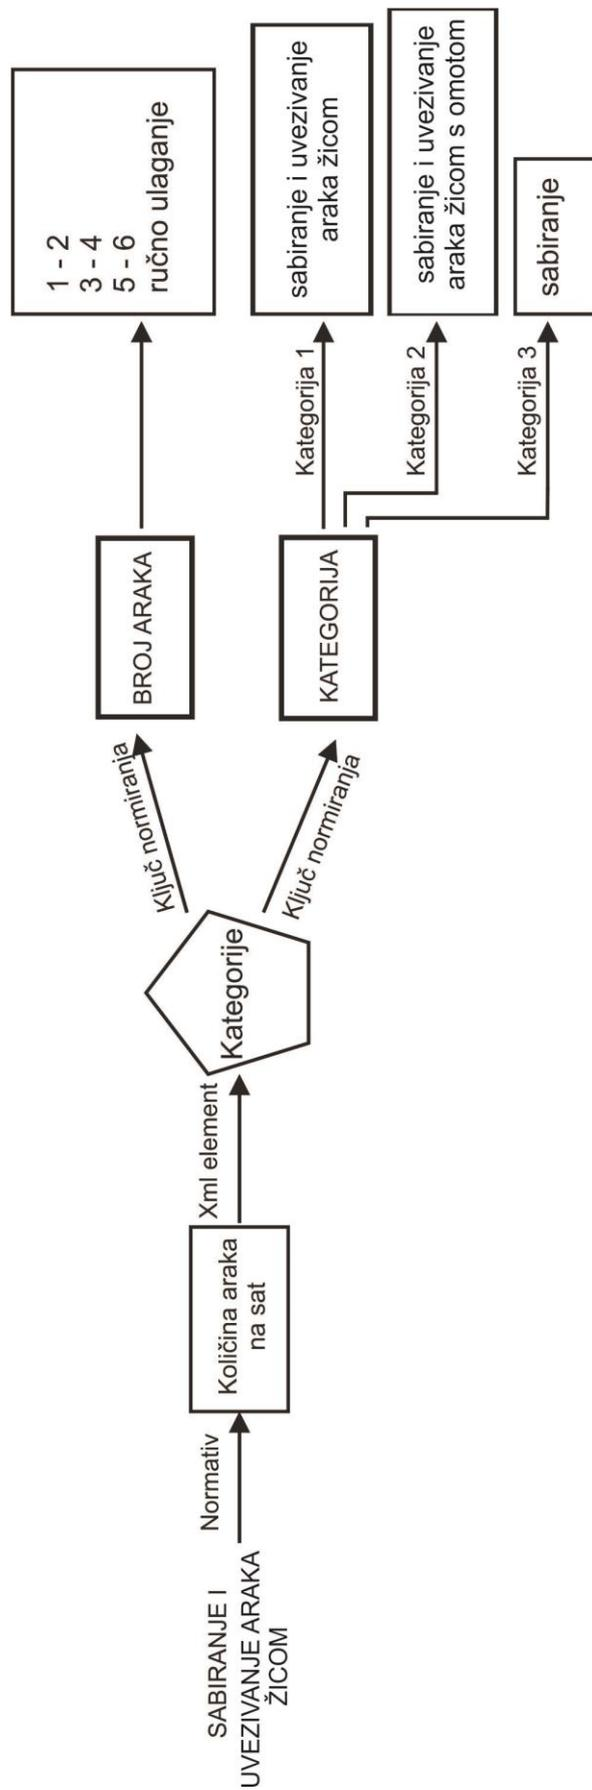 SABIRANJE I
UVEZIVANJE ARAKA
ŽICOM
Normativ
Količina araka
na sat
Xml element
Kategorije
Ključ normiranja
Ključ normiranja
BROJ ARAKA
1 - 2
3 - 4
5 - 6
ručno ulaganje
KATEGORIJA
Kategorija 1
sabiranje i uvezivanje
araka žicom
Kategorija 2
sabiranje i uvezivanje
araka žicom s omotom
Kategorija 3
sabiranje